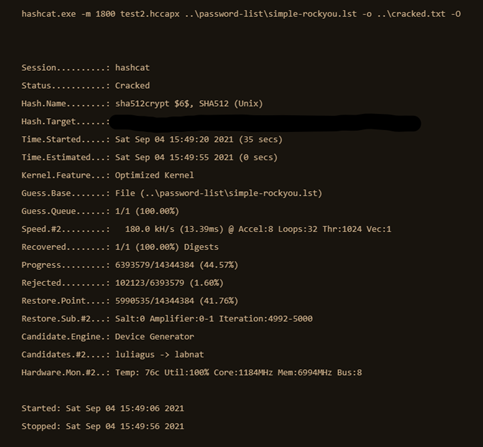 hashcat.exe -m 1800 test2.hccapx ..\password-list\simple-rockyou.lst -o ..\cracked.txt -O
Session..........: hashcat
Status...........: Cracked
Hash.Name........: sha512crypt $6$, SHA512 (Unix)
Hash.Target......:
Time.Started.....: Sat Sep 04 15:49:20 2021 (35 secs)
Time.Estimated...: Sat Sep 04 15:49:55 2021 (0 secs)
Kernel.Feature...: Optimized Kernel
Guess.Base.......: File (..\password-list\simple-rockyou.lst)
Guess.Queue......: 1/1 (100.00%)
Speed.#2.........:   180.0 kH/s (13.39ms) @ Accel:8 Loops:32 Thr:1024 Vec:1
Recovered........: 1/1 (100.00%) Digests
Progress.........: 6393579/14344384 (44.57%)
Rejected.........: 102123/6393579 (1.60%)
Restore.Point....: 5990535/14344384 (41.76%)
Restore.Sub.#2...: Salt:0 Amplifier:0-1 Iteration:4992-5000
Candidate.Engine.: Device Generator
Candidates.#2....: luliagus -> labnat
Hardware.Mon.#2..: Temp: 76c Util:100% Core:1184MHz Mem:6994MHz Bus:8
Started: Sat Sep 04 15:49:06 2021
Stopped: Sat Sep 04 15:49:56 2021